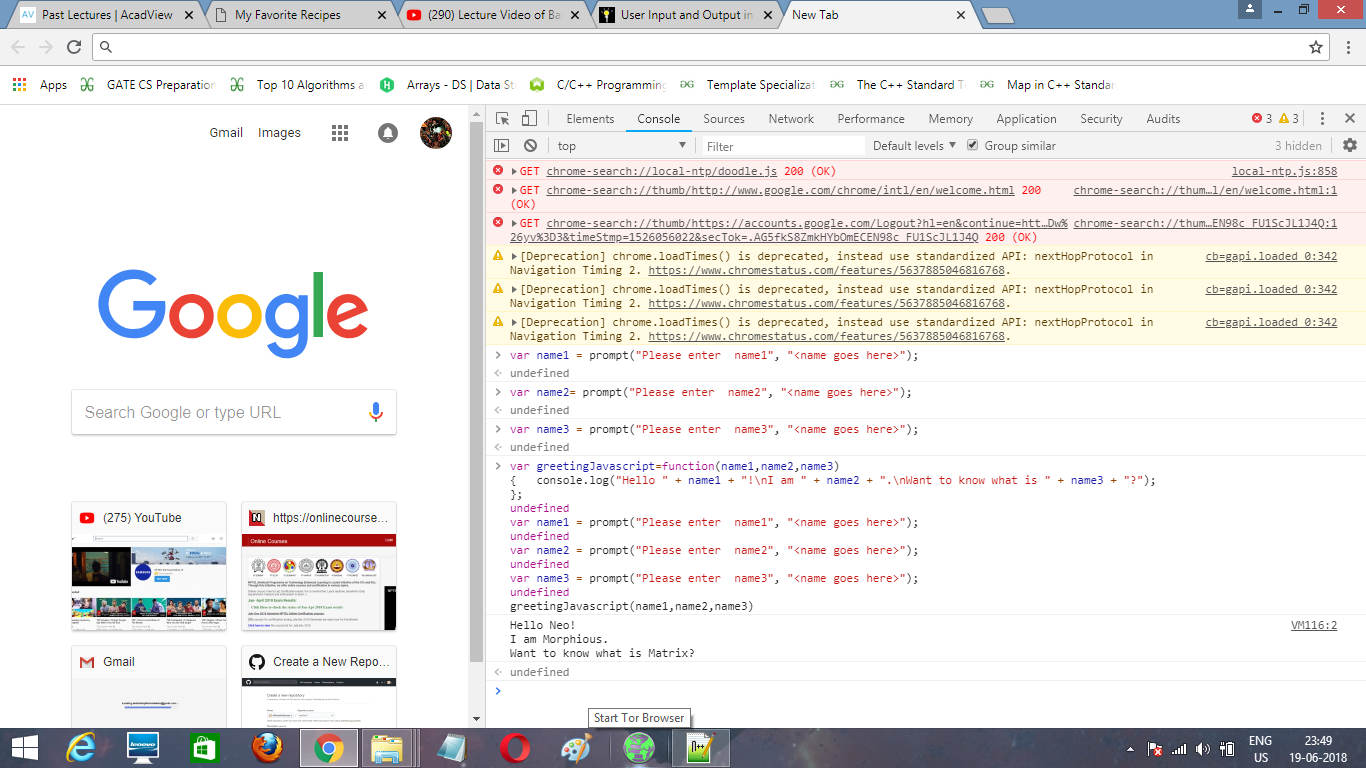 Past Lectures | AcadView
My Favorite Recipes
(290) Lecture Video of Ba
User Input and Output in
New Tab
Apps
GATE CS Preparation
Top 10 Algorithms a
Arrays - DS | Data St
C/C++ Programming
Template Specializat
The C++ Standard T
Map in C++ Standar
Gmail Images
Google
Search Google or type URL
(275) YouTube
https://onlinecourse...
Online Courses
Gmail
Create a New Repo...
Create a new repository
Elements Console Sources Network Performance Memory Application Security Audits 3 3
top Filter Default levels Group similar 3 hidden
GET chrome-search://local-ntp/doodle.js 200 (OK) local-ntp.js:858
GET chrome-search://thumb/http://www.google.com/chrome/intl/en/welcome.html 200 chrome-search://thum…l/en/welcome.html:1
(OK)
GET chrome-search://thumb/https://accounts.google.com/Logout?hl=en&continue=htt…Dw% chrome-search://thum…EN98c_FU1ScJL1J4Q:1
26yv%3D3&timeStmp=1526056022&secTok=.AG5fkS8ZmkHYbOmECEN98c_FU1ScJL1J4Q 200 (OK)
[Deprecation] chrome.loadTimes() is deprecated, instead use standardized API: nextHopProtocol in cb=gapi.loaded_0:342
Navigation Timing 2. https://www.chromestatus.com/features/5637885046816768.
[Deprecation] chrome.loadTimes() is deprecated, instead use standardized API: nextHopProtocol in cb=gapi.loaded_0:342
Navigation Timing 2. https://www.chromestatus.com/features/5637885046816768.
[Deprecation] chrome.loadTimes() is deprecated, instead use standardized API: nextHopProtocol in cb=gapi.loaded_0:342
Navigation Timing 2. https://www.chromestatus.com/features/5637885046816768.
var name1 = prompt("Please enter  name1", "<name goes here>");
undefined
var name2= prompt("Please enter  name2", "<name goes here>");
undefined
var name3 = prompt("Please enter  name3", "<name goes here>");
undefined
var greetingJavascript=function(name1,name2,name3)
{   console.log("Hello " + name1 + "!\nI am " + name2 + ".\nWant to know what is " + name3 + "?");
};
undefined
var name1 = prompt("Please enter  name1", "<name goes here>");
undefined
var name2 = prompt("Please enter  name2", "<name goes here>");
undefined
var name3 = prompt("Please enter  name3", "<name goes here>");
undefined
greetingJavascript(name1,name2,name3)
Hello Neo! VM116:2
I am Morphious.
Want to know what is Matrix?
undefined
Start Tor Browser
lenovo
ENG 23:49
US 19-06-2018